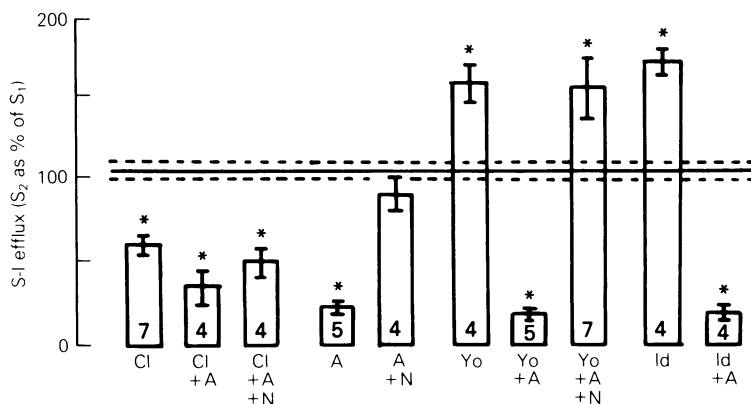 200
100
0
S-I efflux (S₂ as % of S₁)
* * * * * * * * *
7 4 4 5 4 4 5 7 4 4
Cl Cl Cl A A Yo Yo Yo Id Id
+A +A +N +A +A +A
+N +N